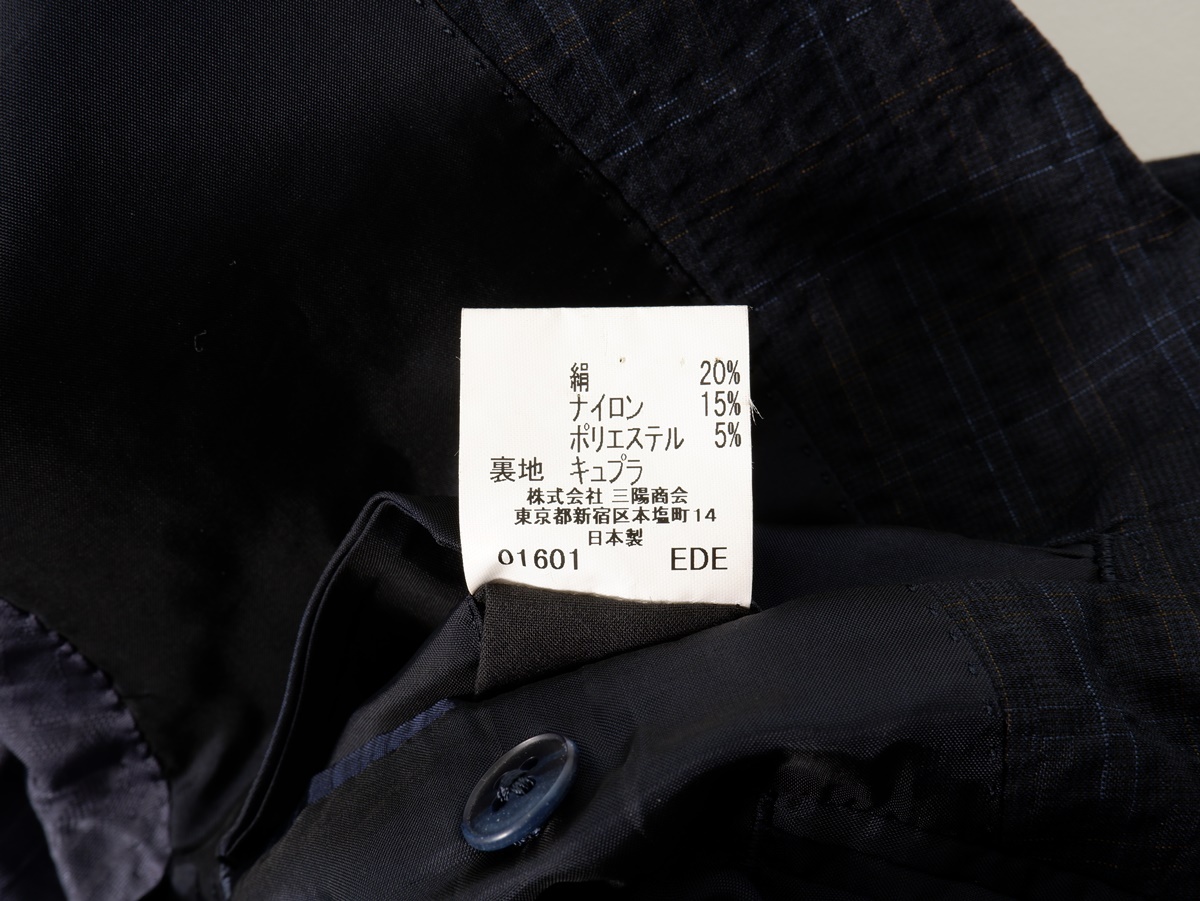 絹 20%
ナイロン 15%
ポリエステル 5%
裏地 キュプラ
株式会社 三陽商会
東京都新宿区本塩町14
日本製
01601 EDE